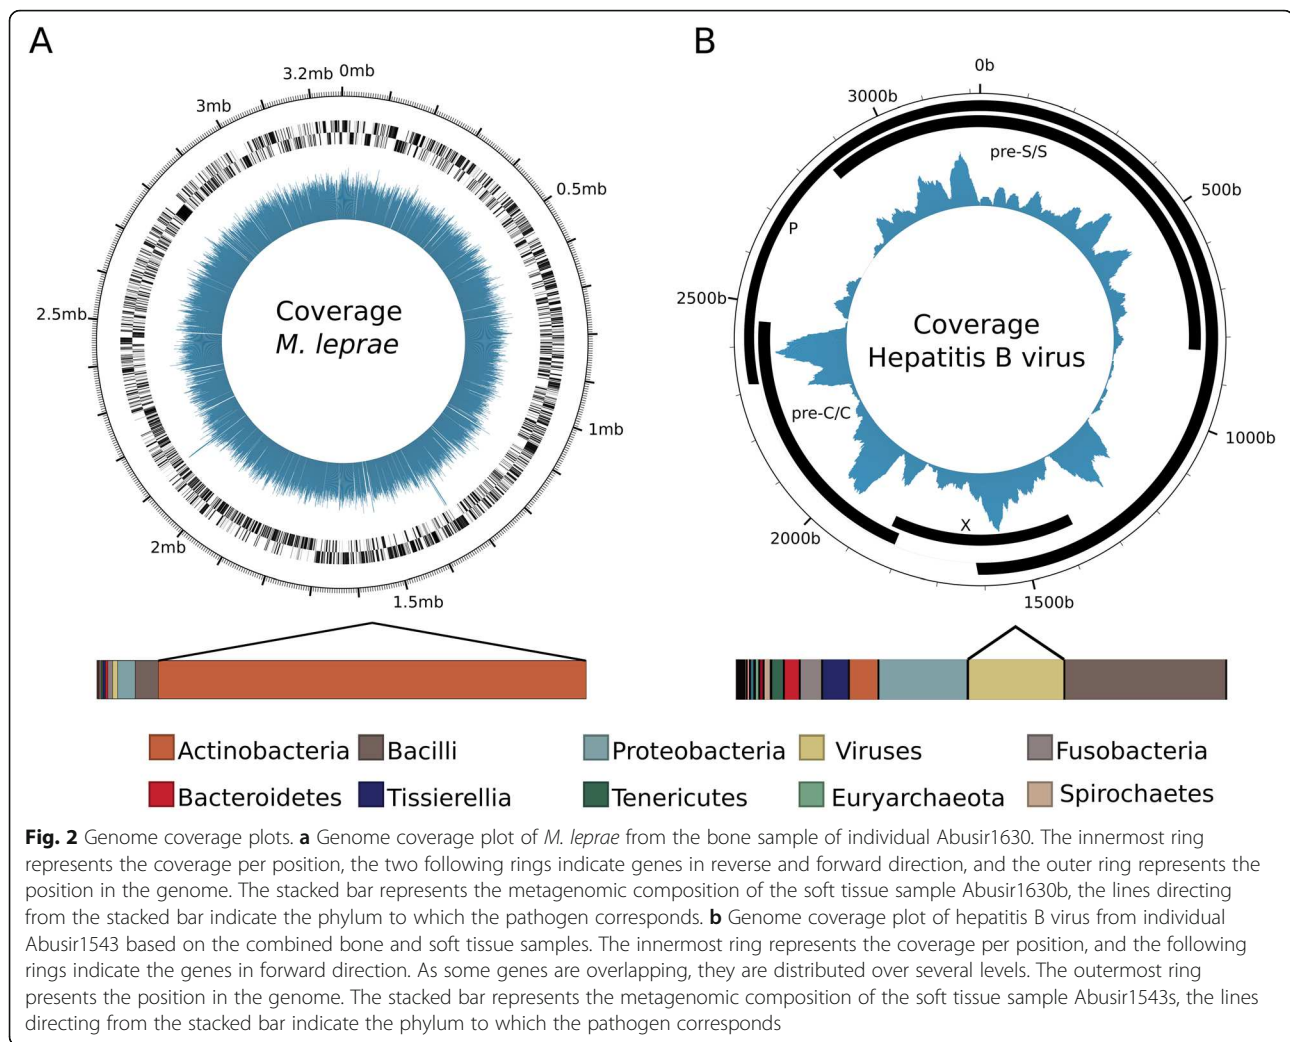 A
B
3.2mb
0mb
3mb
0.5mb
2.5mb
1mb
2mb
1.5mb
Coverage
M. leprae
0b
3000b
pre-S/S
500b
P
2500b
Coverage
Hepatitis B virus
pre-C/C
1000b
X
2000b
1500b
Actinobacteria
Bacilli
Proteobacteria
Viruses
Fusobacteria
Bacteroidetes
Tissierellia
Tenericutes
Euryarchaeota
Spirochaetes
Fig. 2 Genome coverage plots. a Genome coverage plot of M. leprae from the bone sample of individual Abusir1630. The innermost ring
represents the coverage per position, the two following rings indicate genes in reverse and forward direction, and the outer ring represents the
position in the genome. The stacked bar represents the metagenomic composition of the soft tissue sample Abusir1630b, the lines directing
from the stacked bar indicate the phylum to which the pathogen corresponds. b Genome coverage plot of hepatitis B virus from individual
Abusir1543 based on the combined bone and soft tissue samples. The innermost ring represents the coverage per position, and the following
rings indicate the genes in forward direction. As some genes are overlapping, they are distributed over several levels. The outermost ring
presents the position in the genome. The stacked bar represents the metagenomic composition of the soft tissue sample Abusir1543s, the lines
directing from the stacked bar indicate the phylum to which the pathogen corresponds